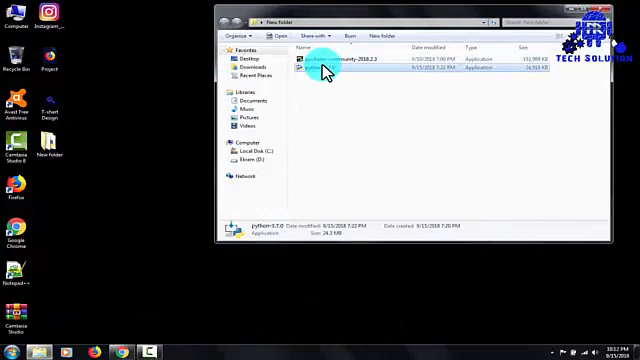 New folder
Organize
Open
Share with
Burn
New folder
Name
Date modified
Type
Size
Favorites
Desktop
Downloads
Recent Places
Libraries
Documents
Music
Pictures
Videos
Computer
Local Disk (C:)
Ekram (D:)
Network
pycharm-community-2018.2.3
9/10/2018 7:00 PM
Application
9/15/2018 7:22 PM
Application
python-3.7.0
Date modified: 9/15/2018 7:22 PM
Date created: 9/15/2018 7:20 PM
Application
Size: 24.3 MB
TECH SOLUTION
Computer
Instagram_...
Recycle Bin
Design
Avast Free
Antivirus
T-shert
Design
Camtasia
Studio 8
New folder
Firefox
Google
Chrome
Notepad++
Camtasia
Studio
10:12 PM
9/15/2018